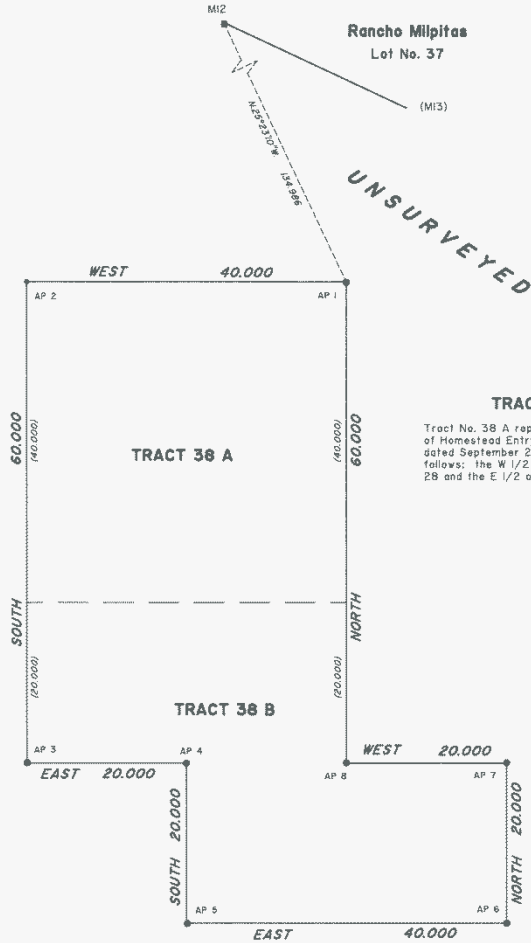 M12
Rancho Milpitas
Lot No. 37
(M13)
N.25°23'10"W.
134.986
UNSURVEYED
WEST 40.000
AP 2
AP 1
60.000
(40.000)
TRACT 38 A
(40.000)
60.000
TRAC
Tract No. 38 A rep
of Homestead Entr
dated September 2
follows: the W 1/2
28 and the E 1/2 o
SOUTH
(20.000)
NORTH
(20.000)
TRACT 38 B
AP 3
AP 4
EAST 20.000
AP 8
WEST 20.000
AP 7
SOUTH 20.000
NORTH 20.000
AP 5
AP 6
EAST 40.000